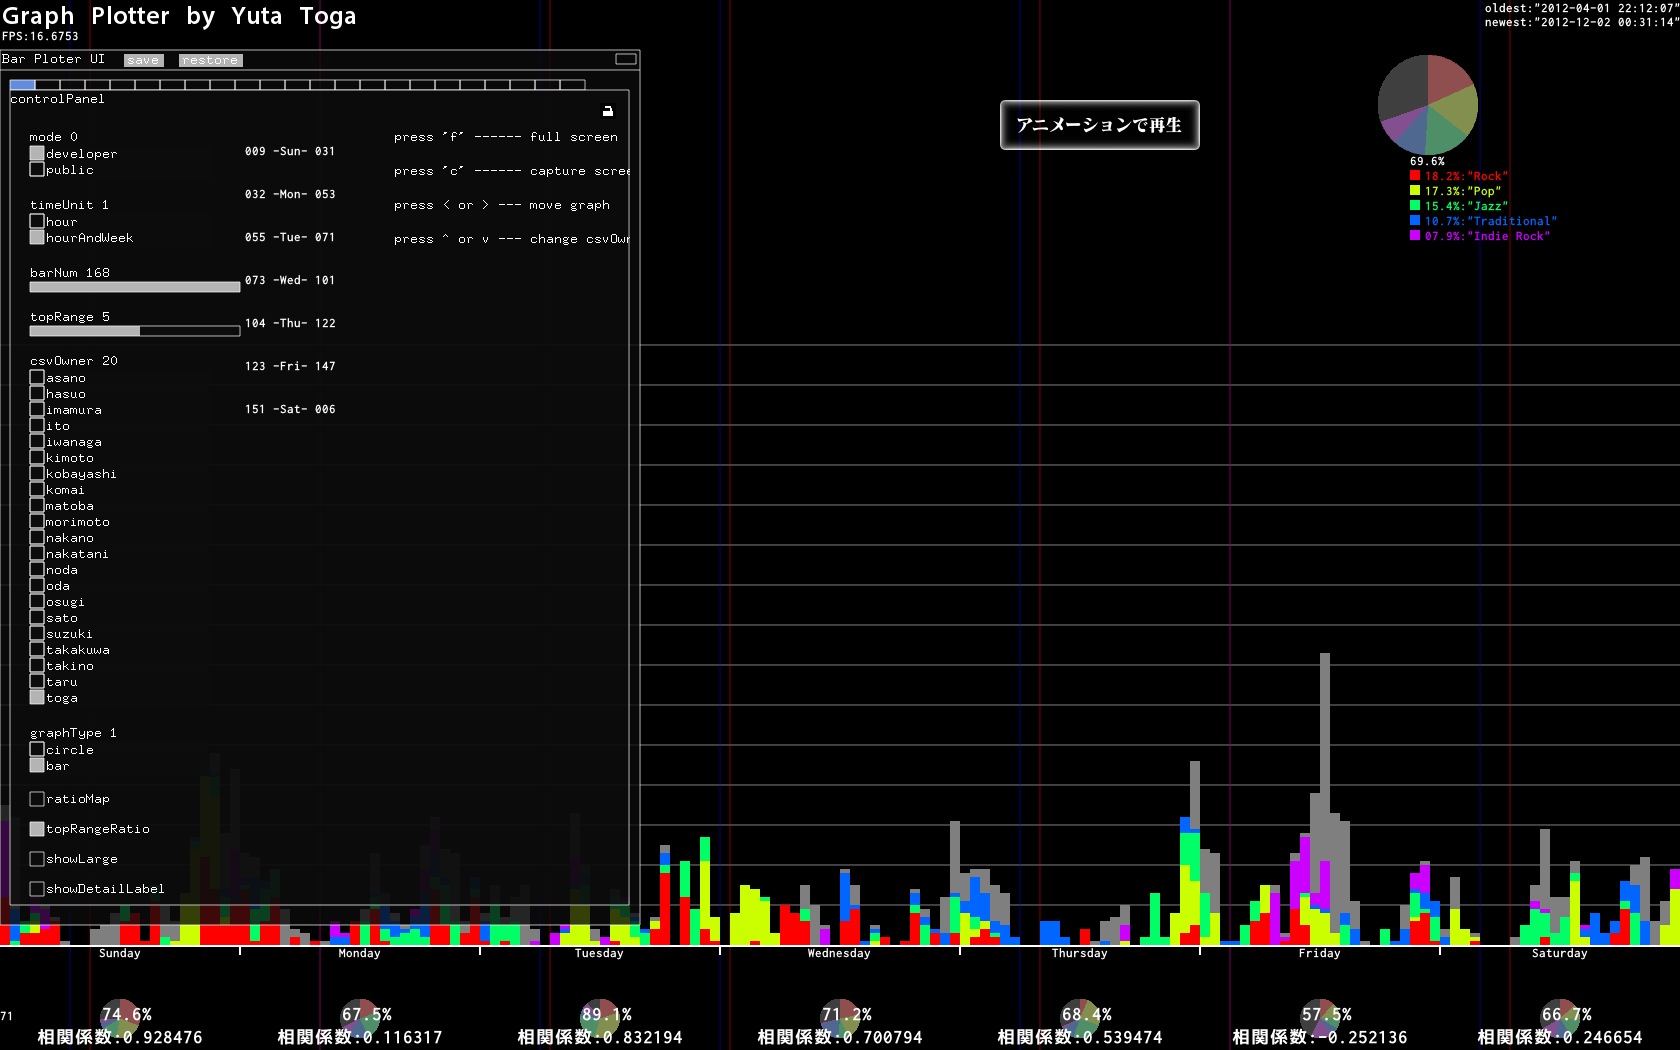 Graph Plotter by Yuta Toga
FPS:16.6753
oldest:"2012-04-01 22:12:07"
newest:"2012-12-02 00:31:14"
Bar Ploter UI save restore
controlPanel
mode 0
developer
public
timeUnit 1
hour
hourAndWeek
barNum 168
topRange 5
csvOwner 20
asano
hasuo
imamura
ito
iwanaga
kimoto
kobayashi
komai
matoba
morimoto
nakano
nakatani
noda
oda
osugi
sato
suzuki
takakuwa
takino
taru
toga
graphType 1
circle
bar
ratioMap
topRangeRatio
showLarge
showDetailLabel
009 -Sun- 031
032 -Mon- 053
055 -Tue- 071
073 -Wed- 101
104 -Thu- 122
123 -Fri- 147
151 -Sat- 006
press "f" ------ full screen
press "c" ------ capture scree
press < or > --- move graph
press ^ or v --- change csvOwn
アニメーションで再生
69.6%
18.2%:"Rock"
17.3%:"Pop"
15.4%:"Jazz"
10.7%:"Traditional"
07.9%:"Indie Rock"
Sunday Monday Tuesday Wednesday Thursday Friday Saturday
71 74.6% 67.5% 89.1% 71.2% 68.4% 57.5% 66.7%
相関係数:0.928476 相関係数:0.116317 相関係数:0.832194 相関係数:0.700794 相関係数:0.539474 相関係数:-0.252136 相関係数:0.246654